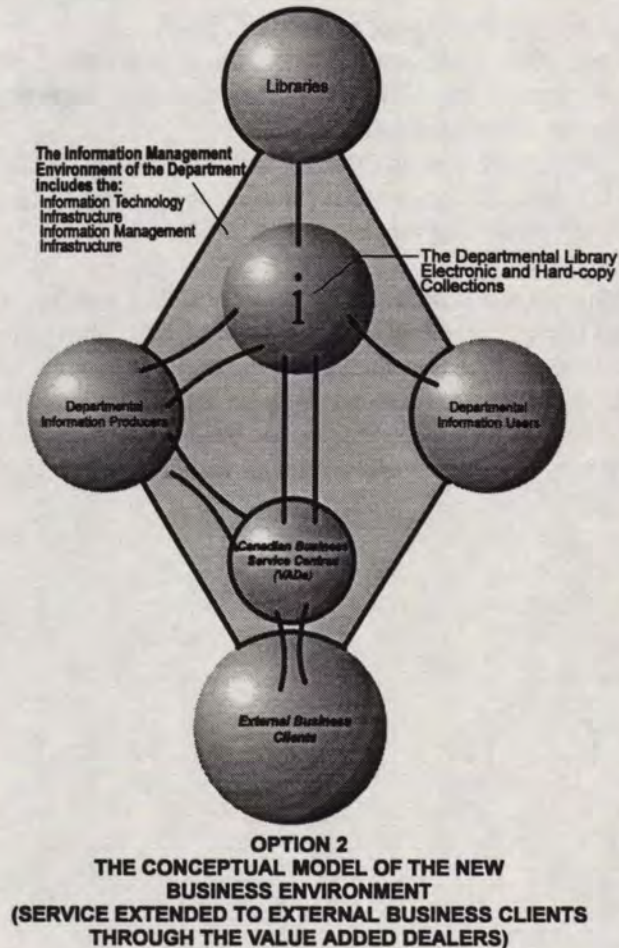 Libraries
The Information Management
Environment of the Department
Includes the:
Information Technology
Infrastructure
Information Management
Infrastructure
i
The Departmental Library
Electronic and Hard-copy
Collections
Departmental
Information Producers
Departmental
Information Users
Canadian Business
Service Centres
(VADs)
External Business
Clients
OPTION 2
THE CONCEPTUAL MODEL OF THE NEW
BUSINESS ENVIRONMENT
(SERVICE EXTENDED TO EXTERNAL BUSINESS CLIENTS
THROUGH THE VALUE ADDED DEALERS)